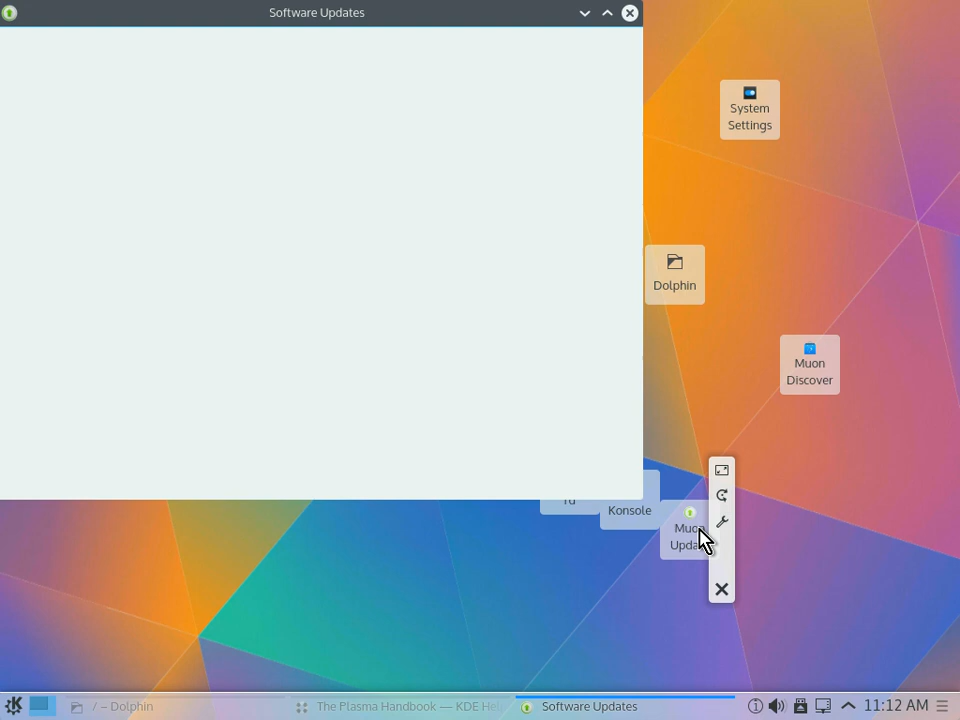 Software Updates
System
Settings
Dolphin
Muon
Discover
Konsole
Muon
Upda
/ – Dolphin
The Plasma Handbook — KDE Hel
Software Updates
11:12 AM